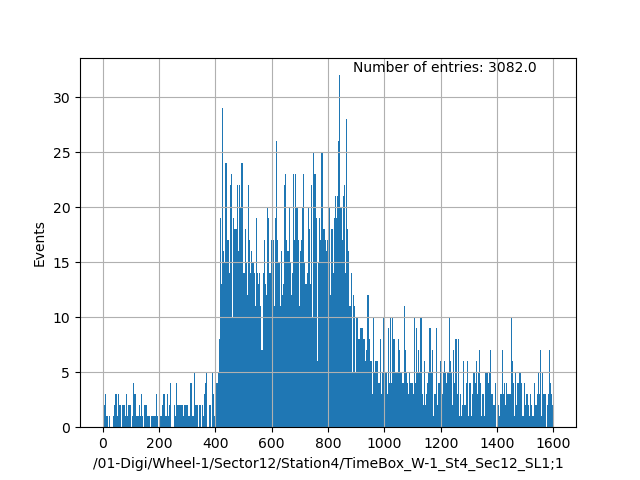 Number of entries: 3082.0
30
25
20
15
10
5
0
Events
0 200 400 600 800 1000 1200 1400 1600
/01-Digi/Wheel-1/Sector12/Station4/TimeBox_W-1_St4_Sec12_SL1;1